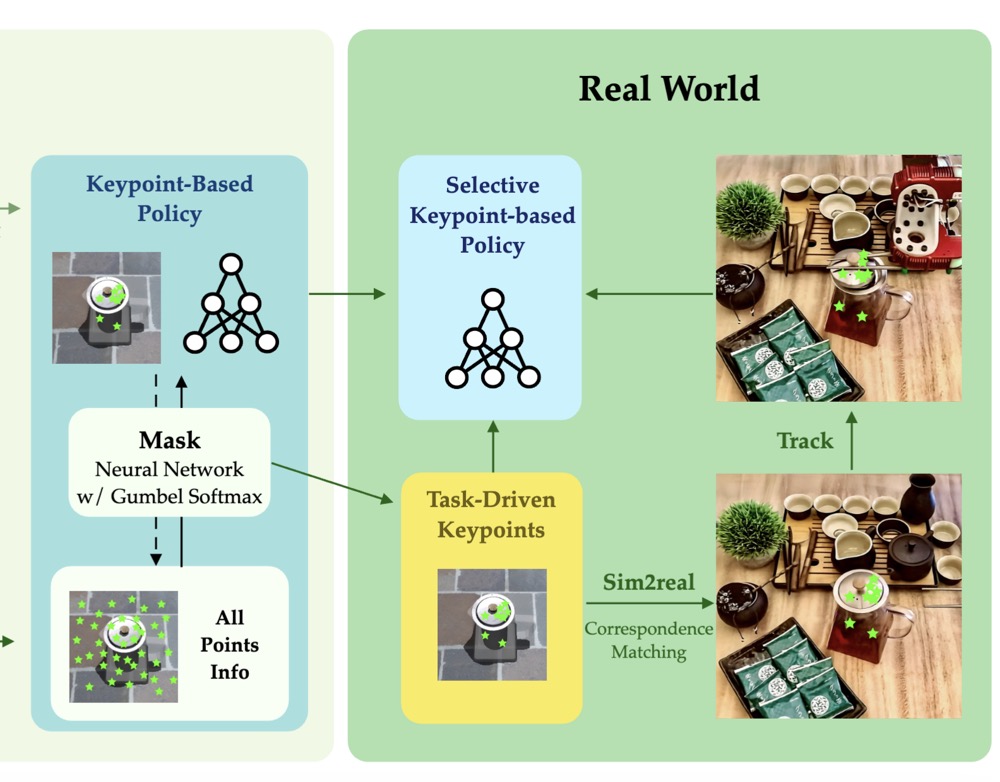 Real World
Keypoint-Based
Policy
Mask
Neural Network
w/ Gumbel Softmax
All
Points
Info
Selective
Keypoint-based
Policy
Task-Driven
Keypoints
Sim2real
Correspondence
Matching
Track